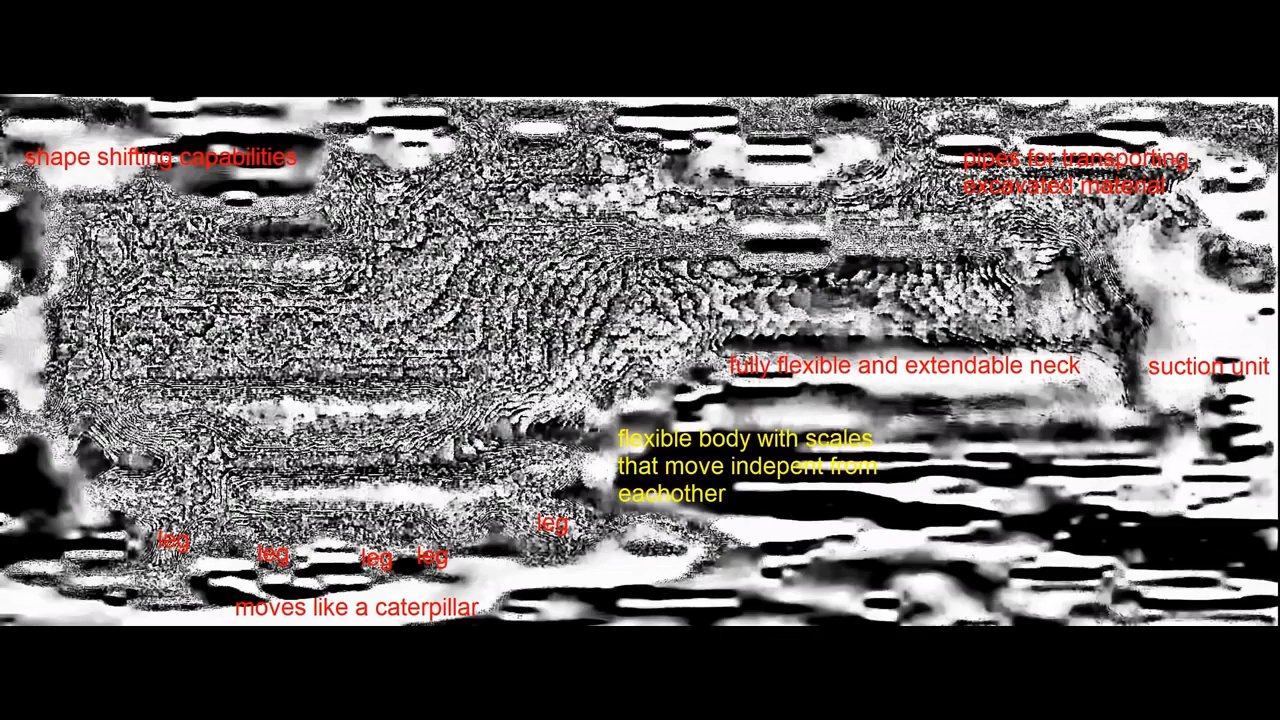 shape shifting capabilities
pipes for transporting
excavated material
fully flexible and extendable neck
suction unit
flexible body with scales
that move indepent from
eachother
leg
leg
leg
leg
leg
moves like a caterpillar